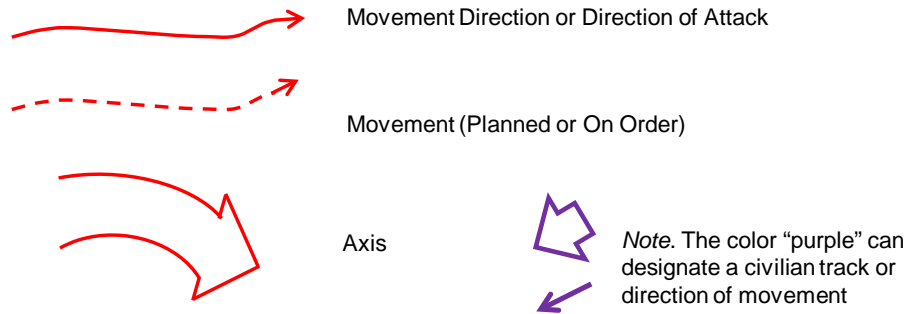 Movement Direction or Direction of Attack
Movement (Planned or On Order)
Axis
Note. The color “purple” can
designate a civilian track or
direction of movement